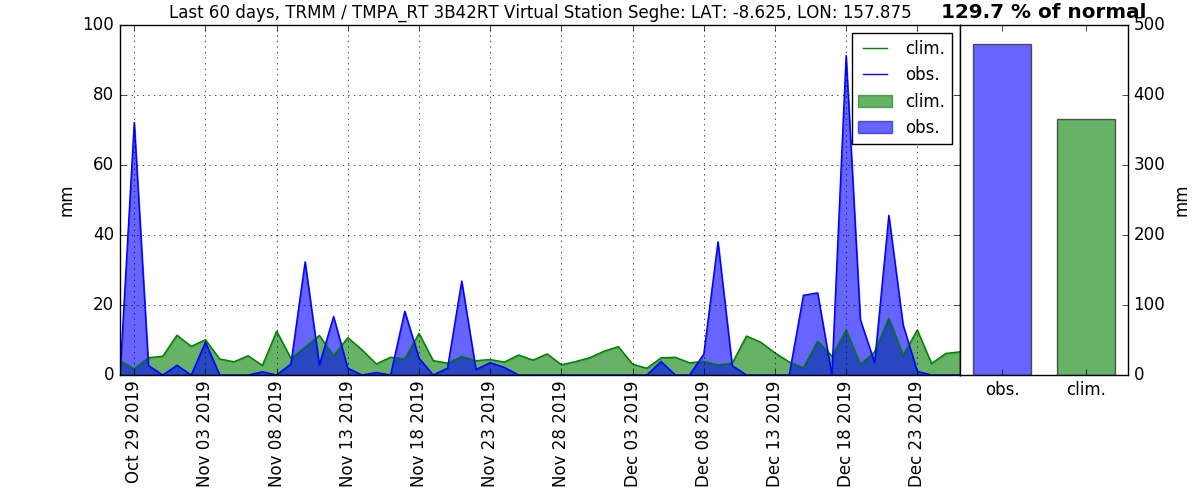 Last 60 days, TRMM / TMPA_RT 3B42RT Virtual Station Seghe: LAT: -8.625, LON: 157.875
129.7 % of normal
100
80
60
40
20
0
mm
clim.
obs.
clim.
obs.
500
400
300
200
100
0
mm
Oct 29 2019
Nov 03 2019
Nov 08 2019
Nov 13 2019
Nov 18 2019
Nov 23 2019
Nov 28 2019
Dec 03 2019
Dec 08 2019
Dec 13 2019
Dec 18 2019
Dec 23 2019
obs.
clim.